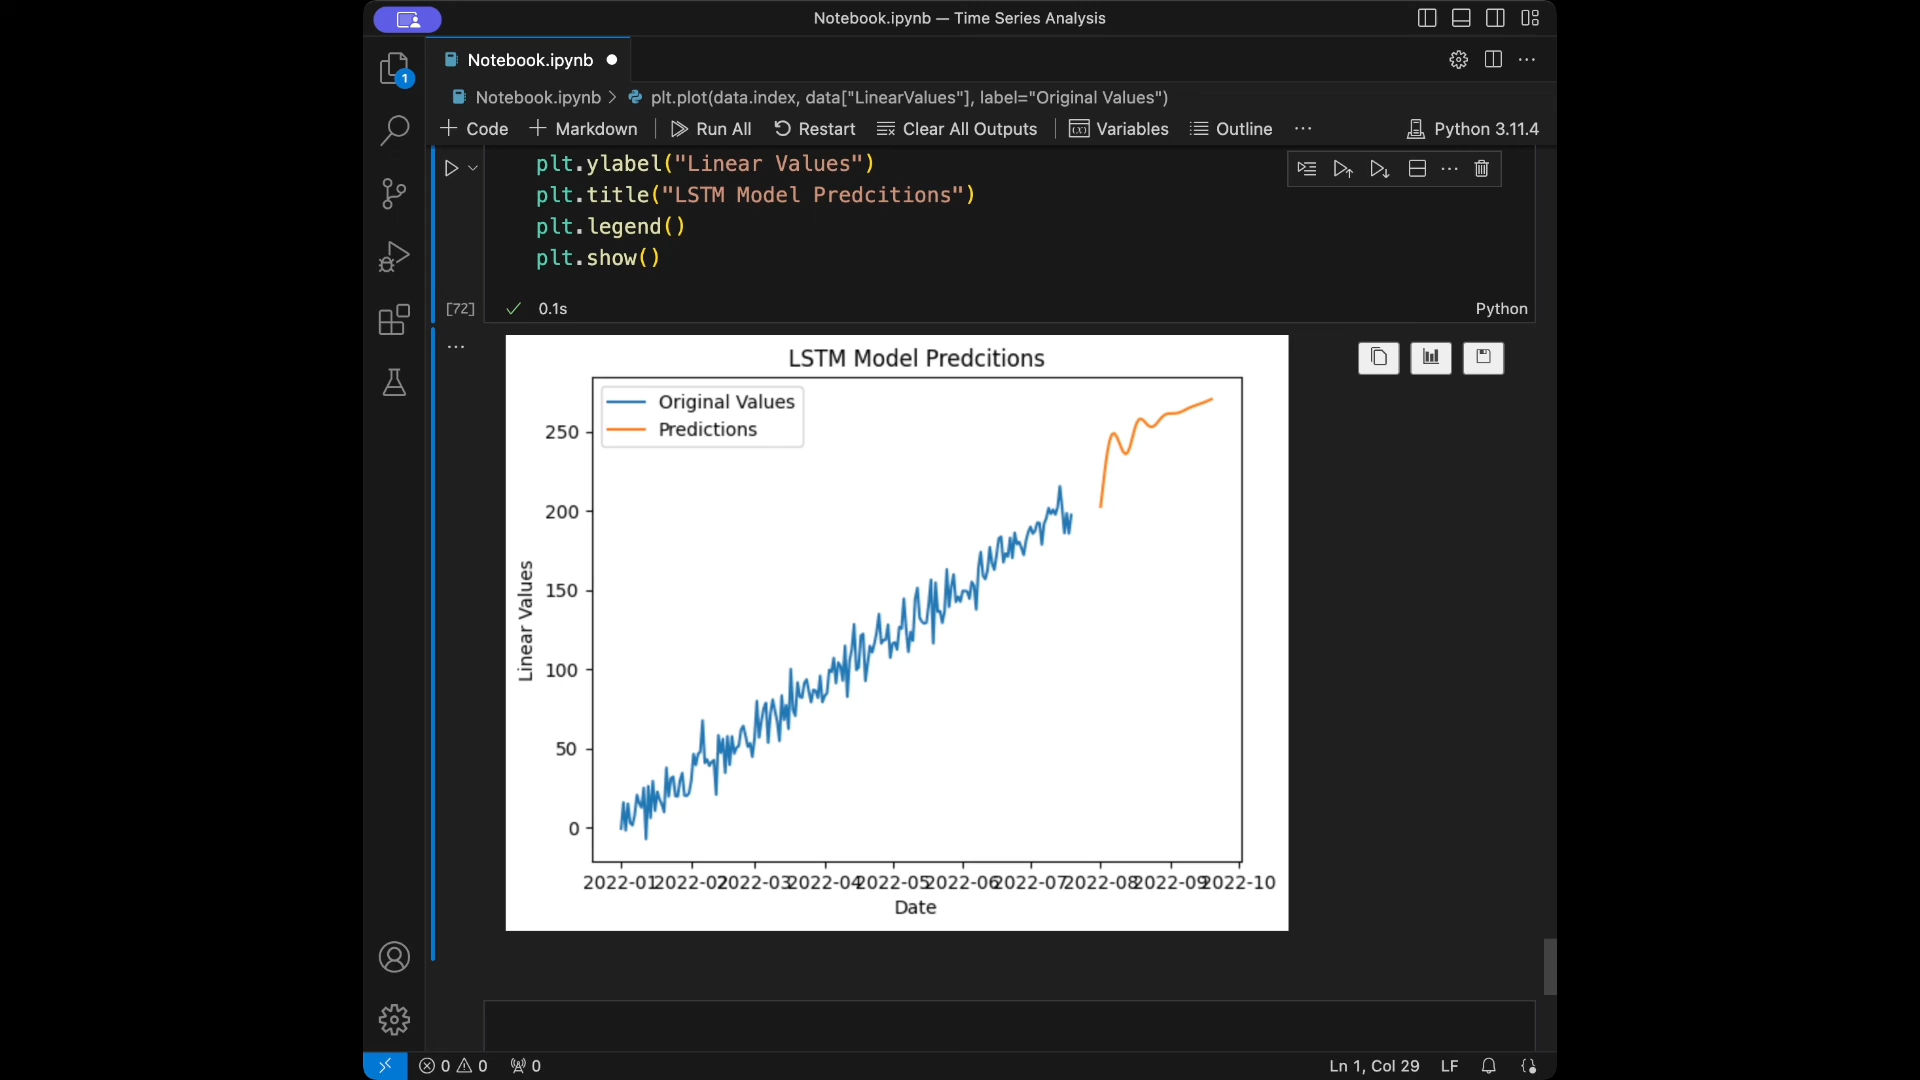 Notebook.ipynb — Time Series Analysis
Notebook.ipynb
1
Notebook.ipynb > plt.plot(data.index, data["LinearValues"], label="Original Values")
+ Code + Markdown Run All Restart Clear All Outputs Variables Outline ... Python 3.11.4
plt.ylabel("Linear Values")
plt.title("LSTM Model Predcitions")
plt.legend()
plt.show()
[72] 0.1s Python
LSTM Model Predcitions
Original Values
Predictions
250
200
150
100
50
0
Linear Values
2022-01 2022-02 2022-03 2022-04 2022-05 2022-06 2022-07 2022-08 2022-09 2022-10
Date
0 0 0 Ln 1, Col 29 LF